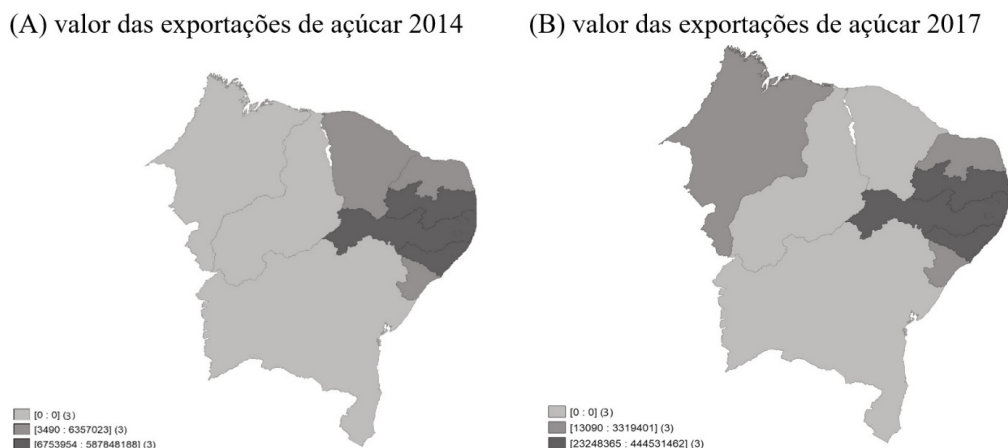 (A) valor das exportações de açúcar 2014
(B) valor das exportações de açúcar 2017
[0 : 0] (3)
[3490 : 6357023] (3)
[6753954 : 587848188] (3)
[0 : 0] (3)
[13090 : 3319401] (3)
[23248365 : 444531462] (3)